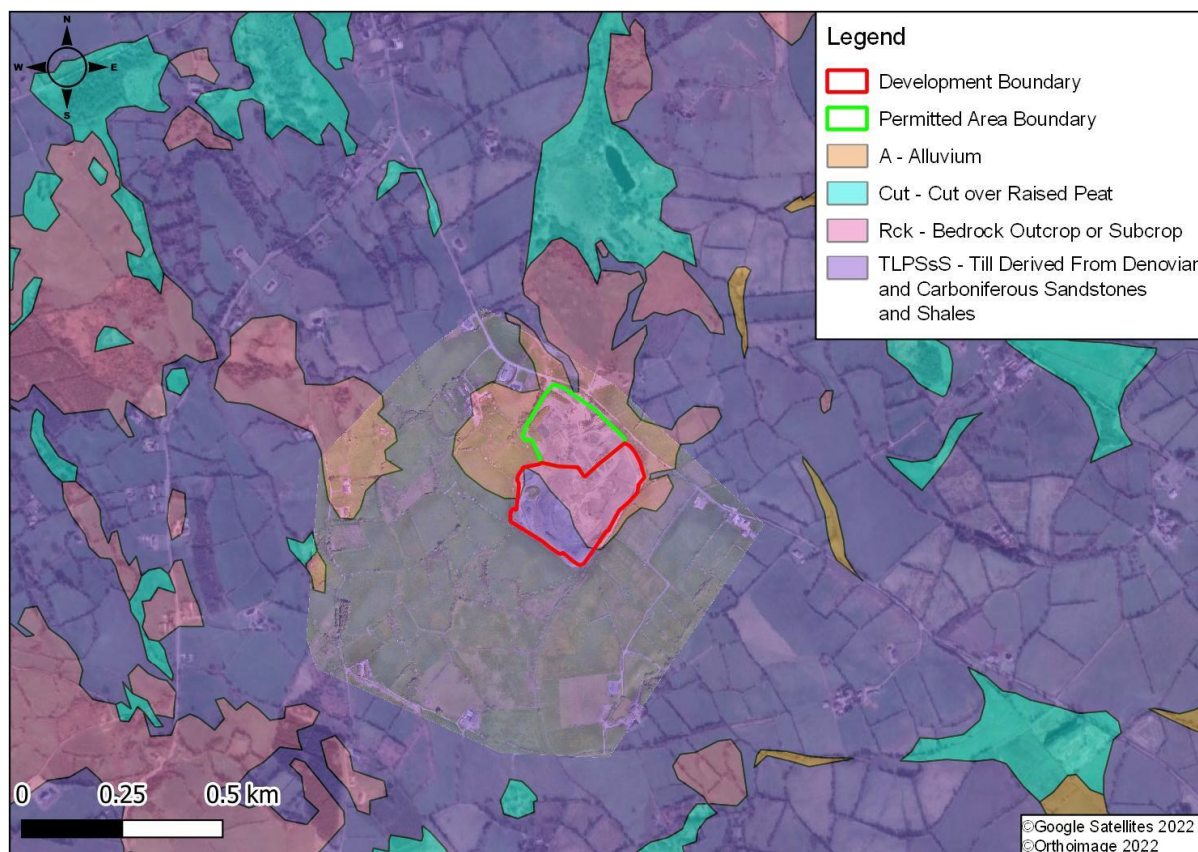 N
W E
S
Legend
Development Boundary
Permitted Area Boundary
A - Alluvium
Cut - Cut over Raised Peat
Rck - Bedrock Outcrop or Subcrop
TLPSsS - Till Derived From Denovian
and Carboniferous Sandstones
and Shales
0 0.25 0.5 km
©Google Satellites 2022
©Orthoimage 2022